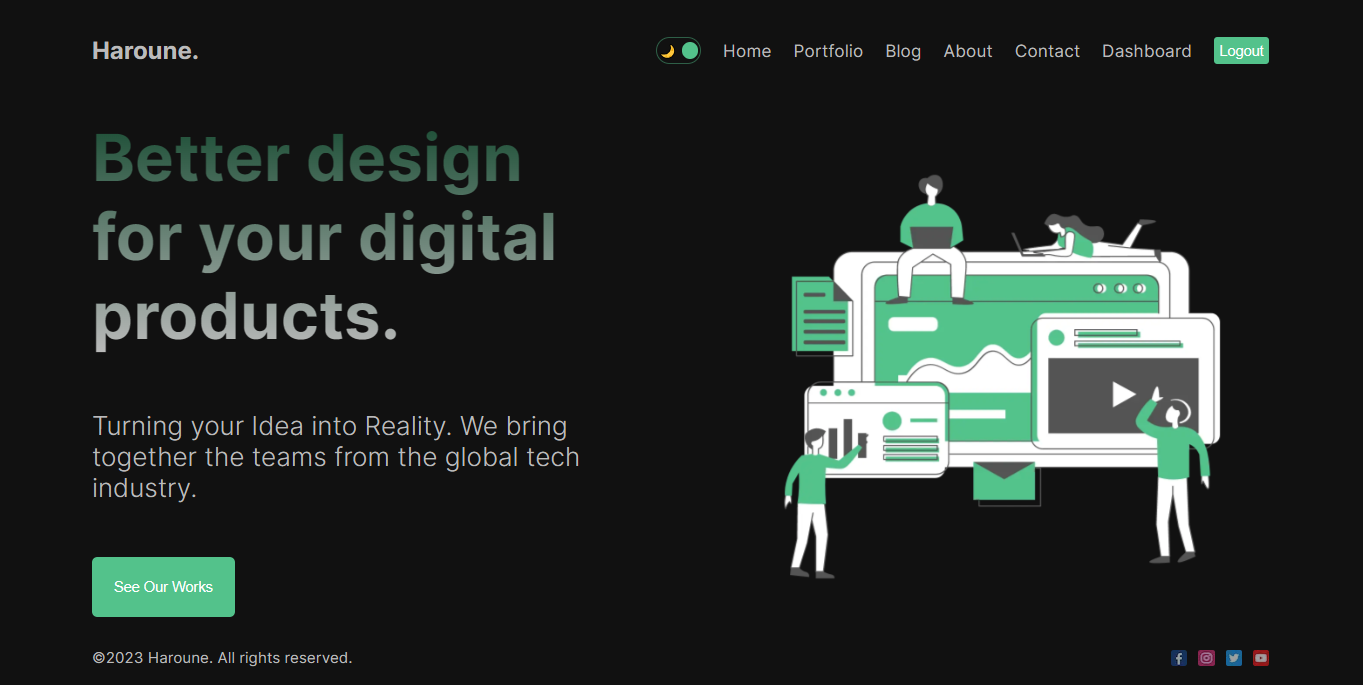 Haroune.
Home Portfolio Blog About Contact Dashboard Logout
Better design
for your digital
products.
Turning your Idea into Reality. We bring
together the teams from the global tech
industry.
See Our Works
©2023 Haroune. All rights reserved.